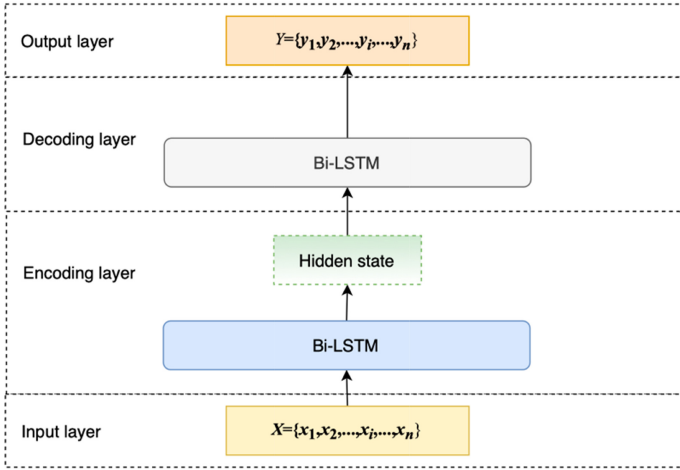 Output layer
Y={y₁,y₂,...,yᵢ,...,yₙ}
Decoding layer
Bi-LSTM
Hidden state
Encoding layer
Bi-LSTM
Input layer
X={x₁,x₂,...,xᵢ,...,xₙ}